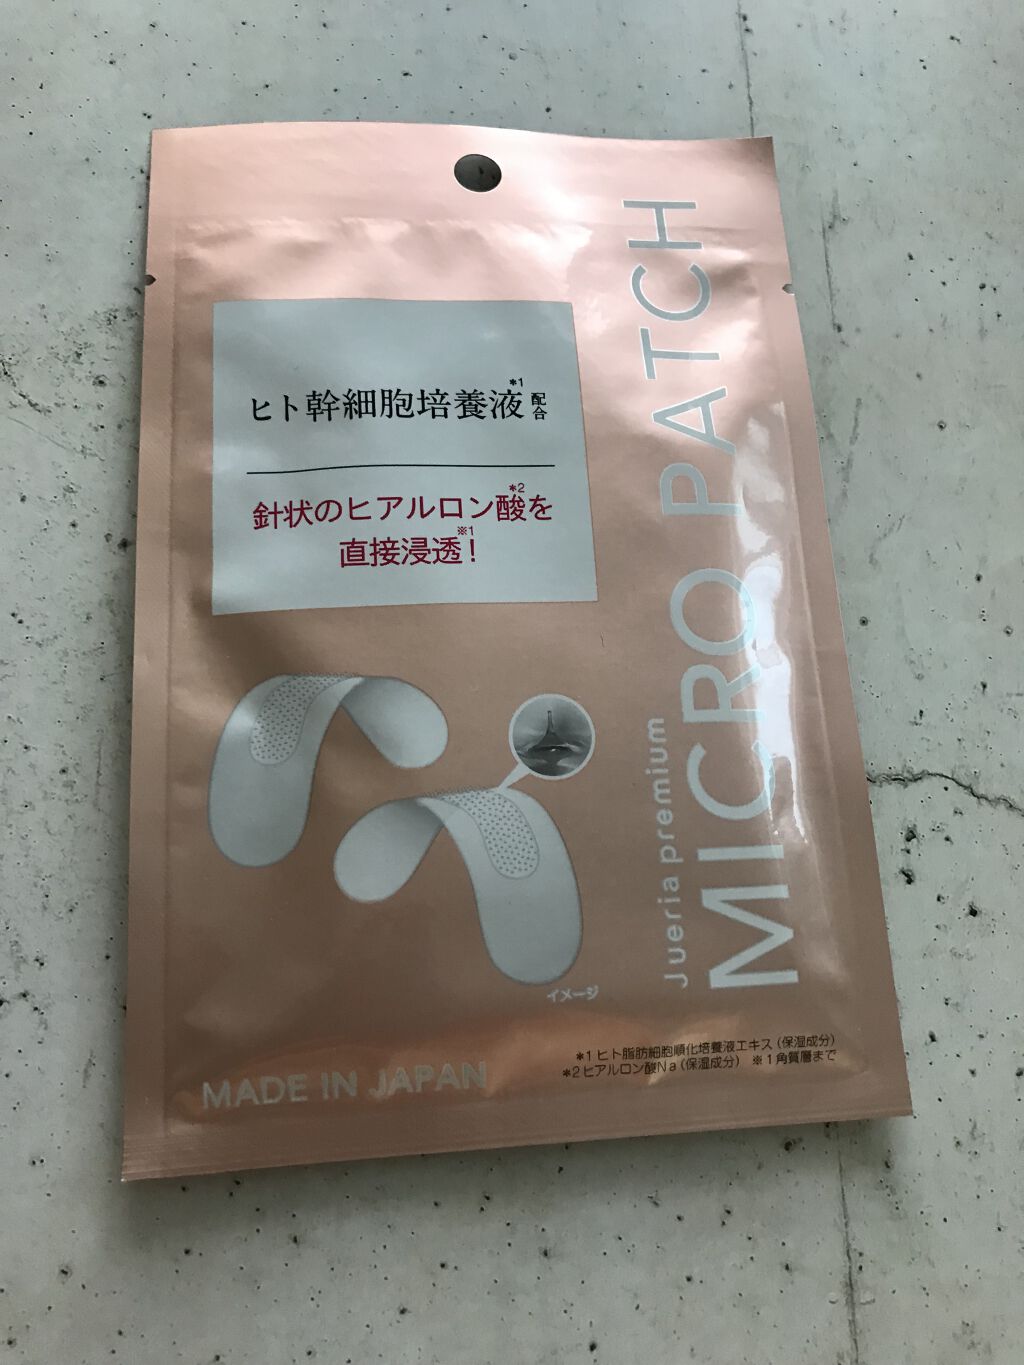 ヒト幹細胞培養液*1配合
針状のヒアルロン酸*2を
直接浸透※1！
Jueria premium
MICRO PATCH
イメージ
*1ヒト脂肪細胞順化培養液エキス（保湿成分）
*2ヒアルロン酸Na（保湿成分） ※1角質層まで
MADE IN JAPAN